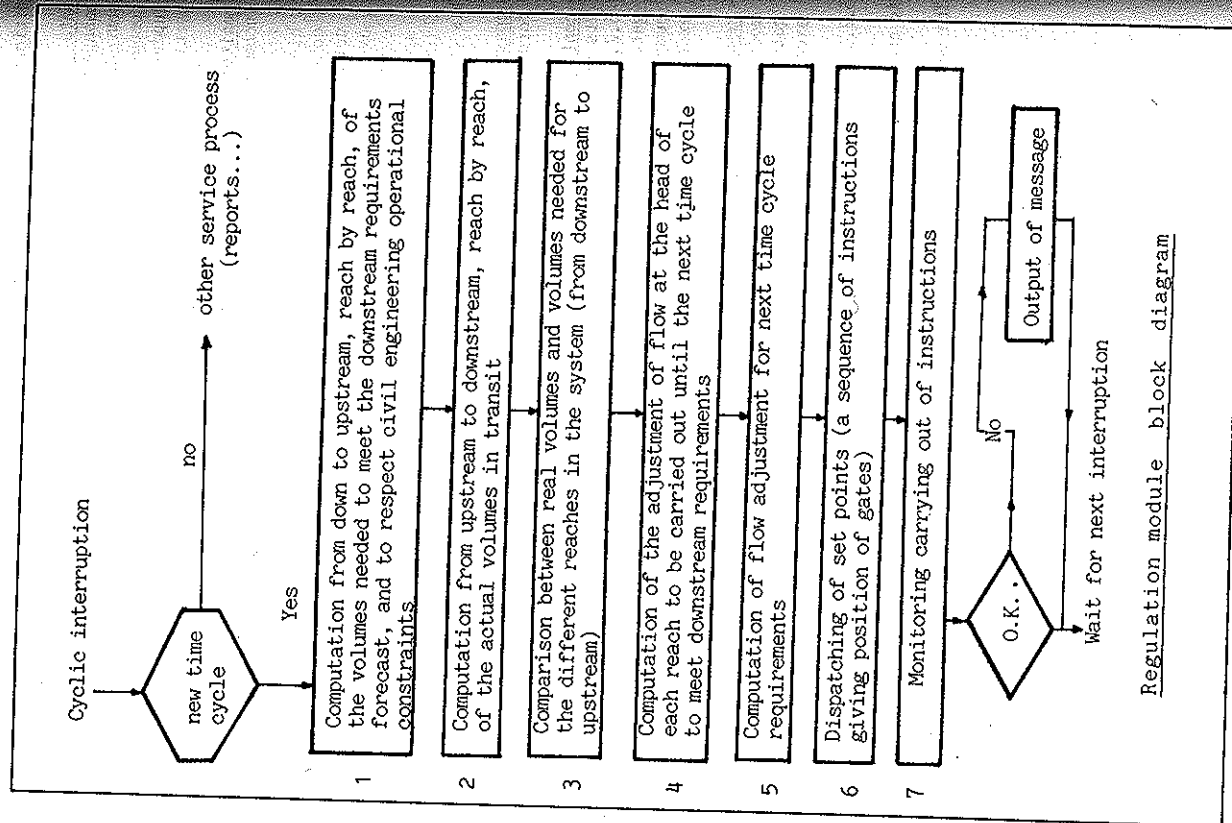 Cyclic interruption
new time
cycle
no
other service process
(reports...)
Yes
1
Computation from down to upstream, reach by reach, of
the volumes needed to meet the downstream requirements
forecast, and to respect civil engineering operational
constraints
2
Computation from upstream to downstream, reach by reach,
of the actual volumes in transit
3
Comparison between real volumes and volumes needed for
the different reaches in the system (from downstream to
upstream)
4
Computation of the adjustment of flow at the head of
each reach to be carried out until the next time cycle
to meet downstream requirements
5
Computation of flow adjustment for next time cycle
requirements
6
Dispatching of set points (a sequence of instructions
giving position of gates)
7
Monitoring carrying out of instructions
O.K.
No
Output of message
Wait for next interruption
Regulation module block diagram